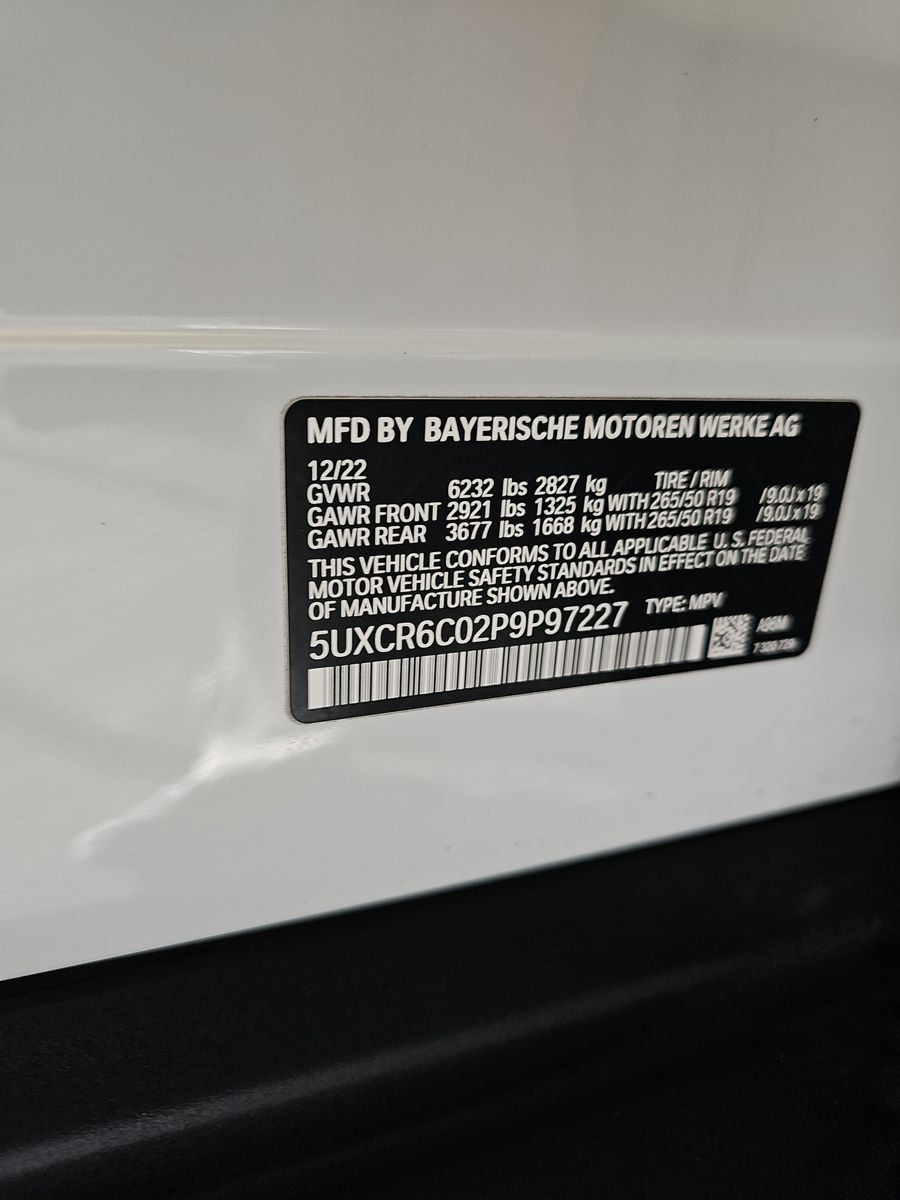 MFD BY BAYERISCHE MOTOREN WERKE AG
12/22 TIRE / RIM
GVWR 6232 lbs 2827 kg
GAWR FRONT 2921 lbs 1325 kg WITH 265/50 R19 /9.0J x 19
GAWR REAR 3677 lbs 1668 kg WITH 265/50 R19 /9.0J x 19
THIS VEHICLE CONFORMS TO ALL APPLICABLE U. S. FEDERAL
MOTOR VEHICLE SAFETY STANDARDS IN EFFECT ON THE DATE
OF MANUFACTURE SHOWN ABOVE.
5UXCR6C02P9P97227 TYPE: MPV
A96M